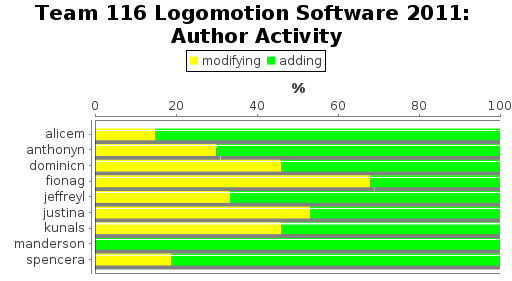 Team 116 Logomotion Software 2011:
Author Activity
modifying adding
%
0 20 40 60 80 100
alicem
anthonyn
dominicn
fionag
jeffreyl
justina
kunals
manderson
spencera